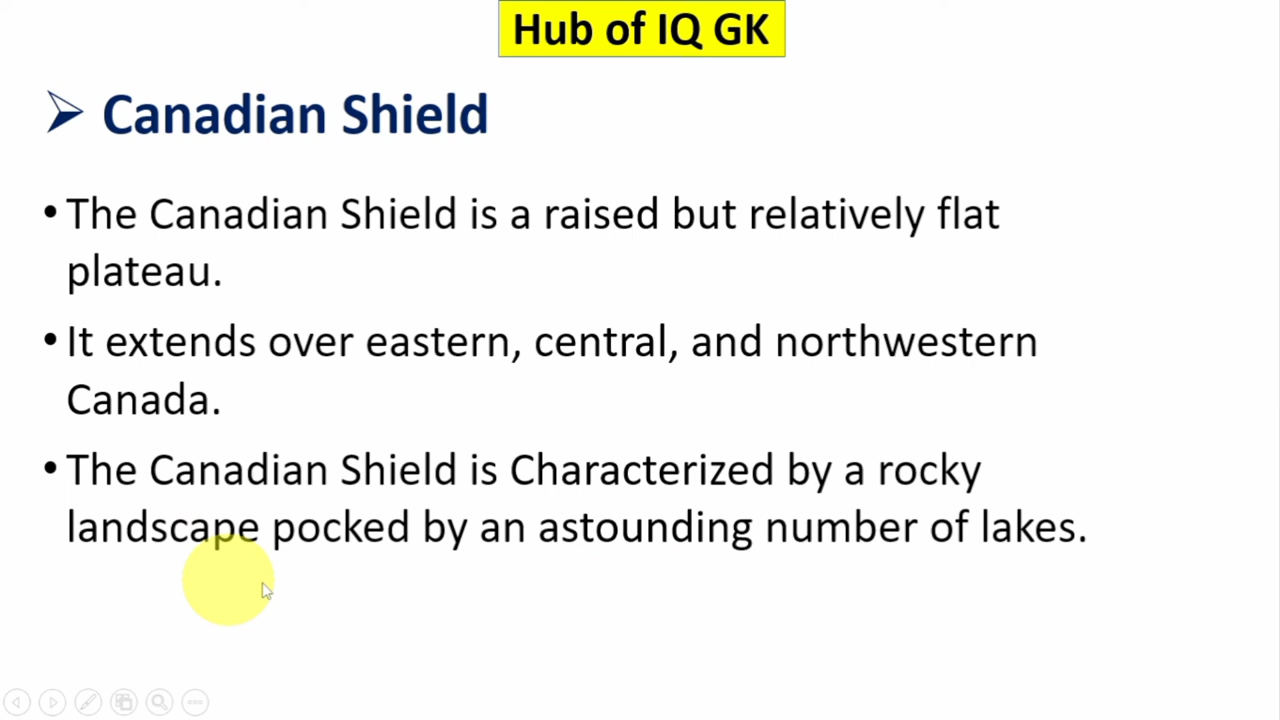 Hub of IQ GK
Canadian Shield
•The Canadian Shield is a raised but relatively flat
plateau.
•It extends over eastern, central, and northwestern
Canada.
•The Canadian Shield is Characterized by a rocky
landscape pocked by an astounding number of lakes.